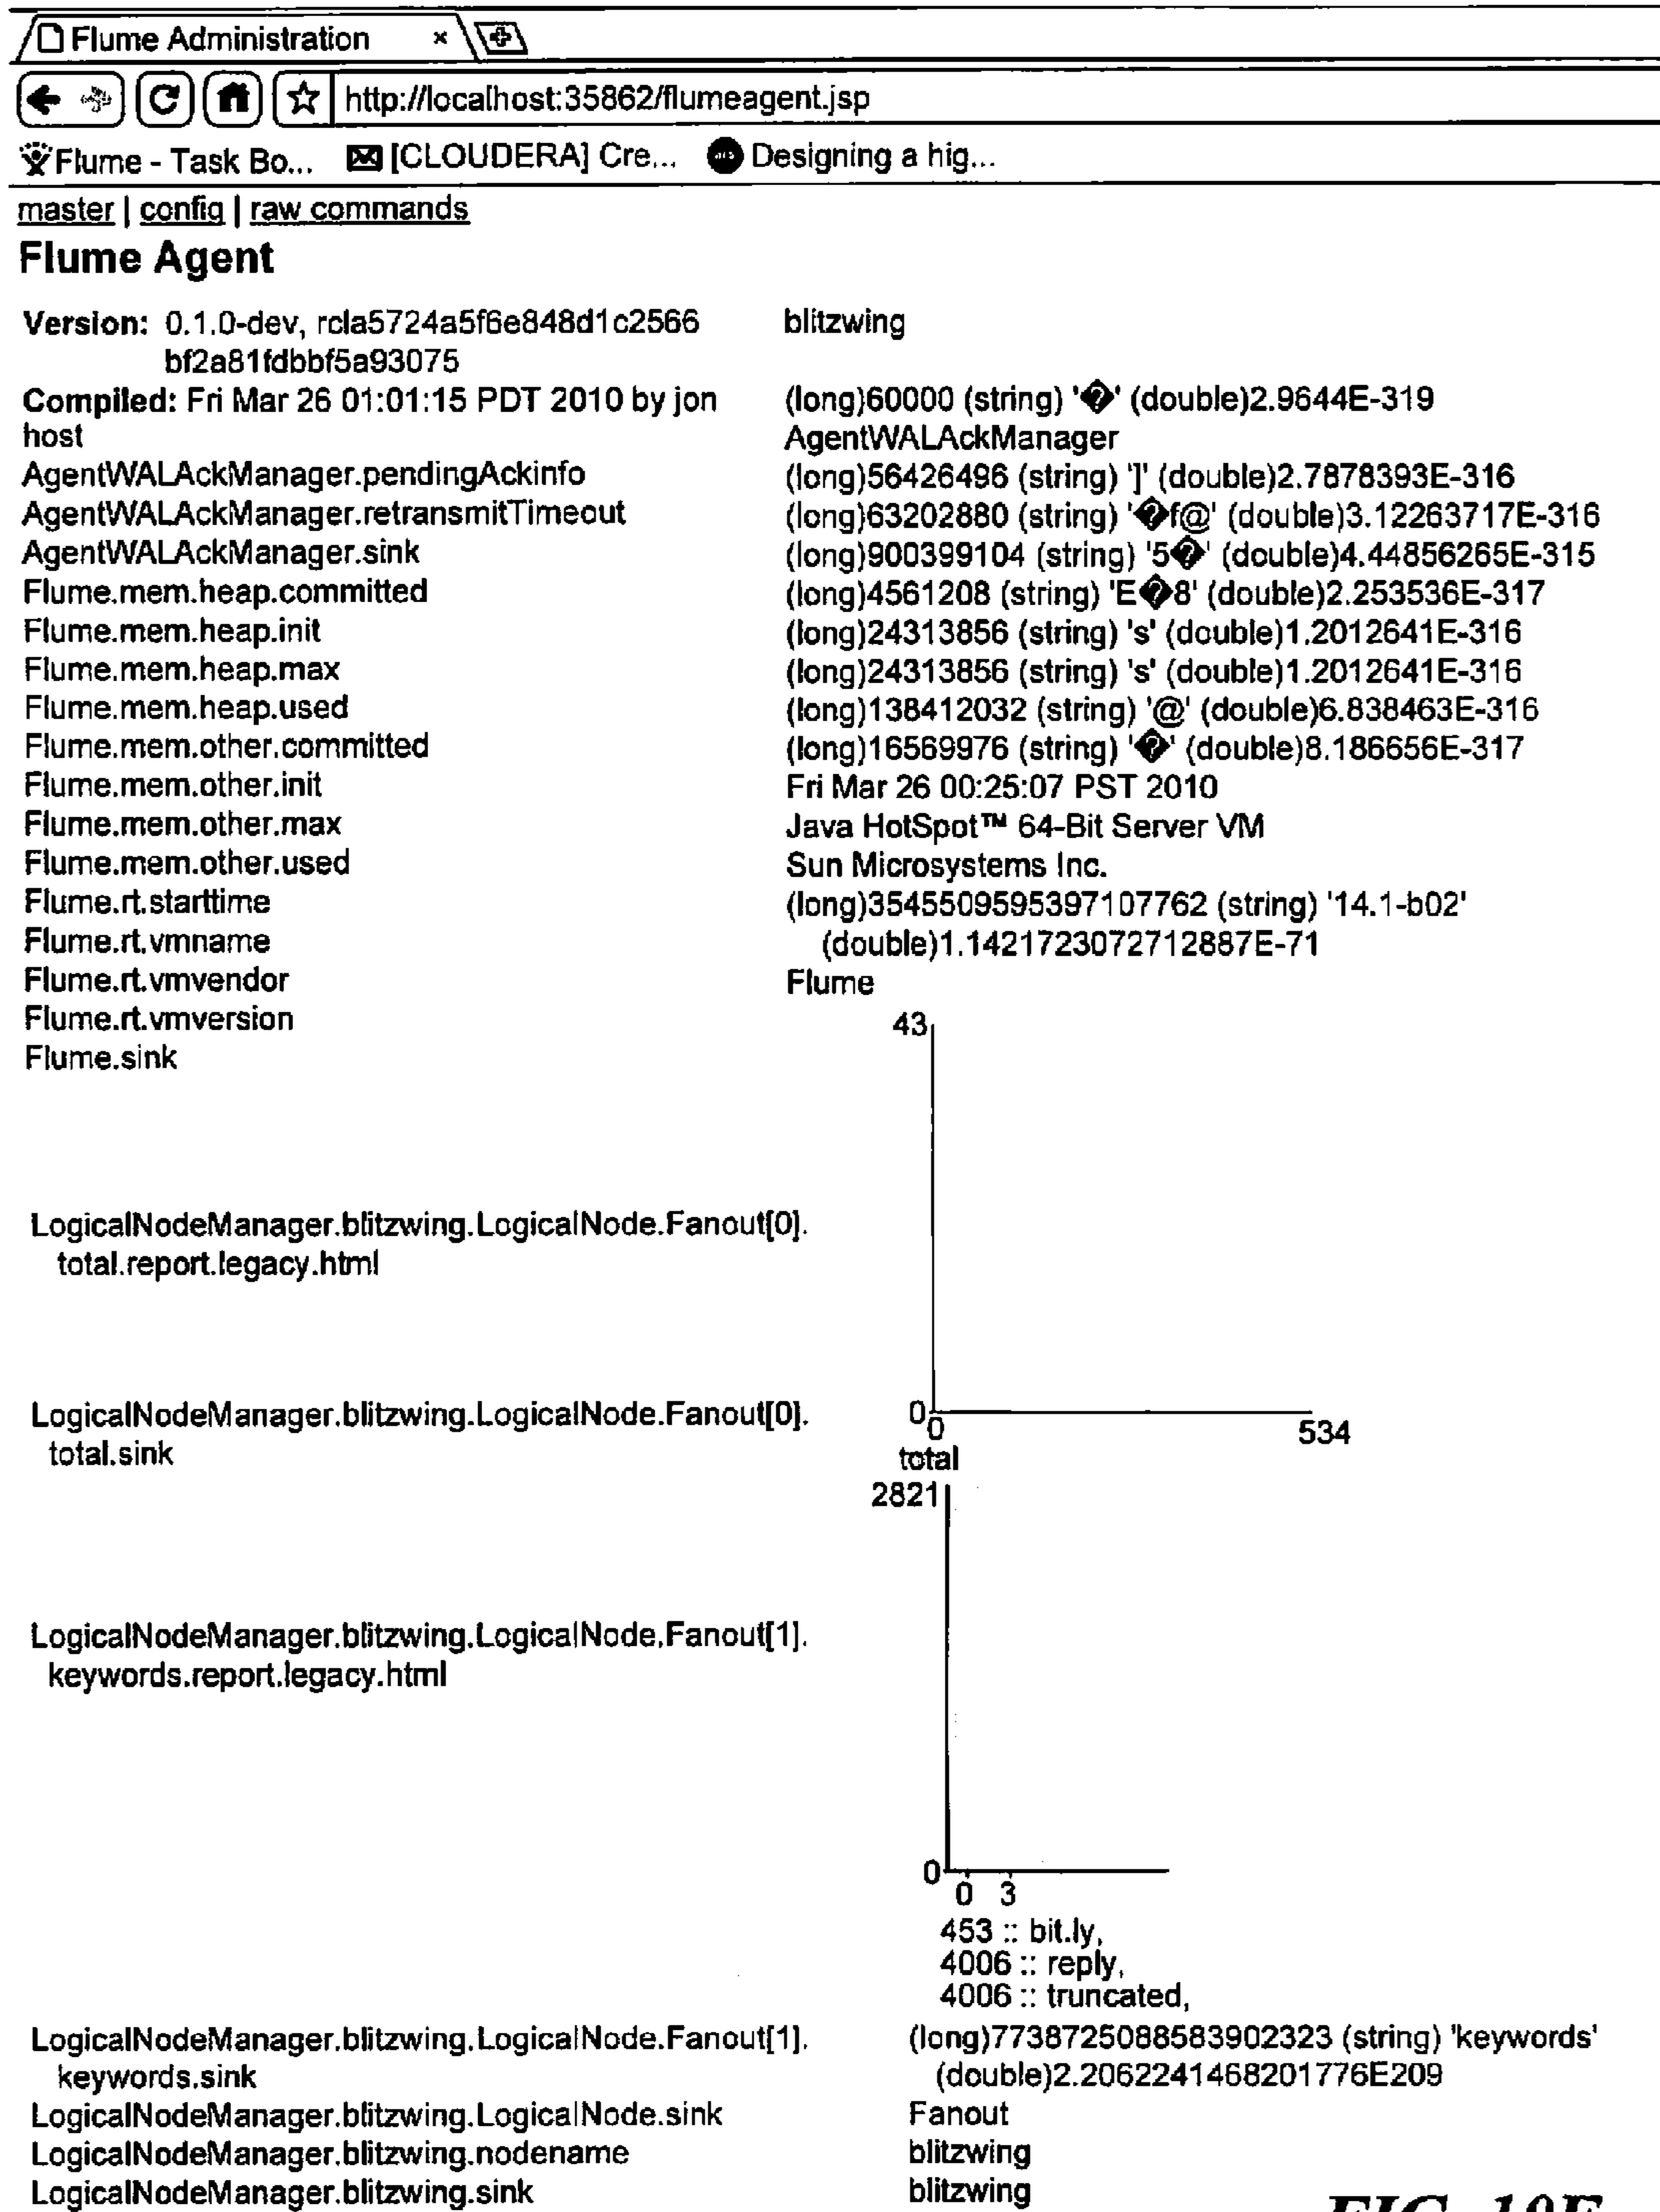 Flume Administration ×
http://localhost:35862/flumeagent.jsp
Flume - Task Bo... [CLOUDERA] Cre... Designing a hig...
master | config | raw commands
Flume Agent
Version: 0.1.0-dev, rcla5724a5f6e848d1c2566 blitzwing
bf2a81fdbbf5a93075
Compiled: Fri Mar 26 01:01:15 PDT 2010 by jon (long)60000 (string) '�' (double)2.9644E-319
host AgentWALAckManager
AgentWALAckManager.pendingAckinfo (long)56426496 (string) ']' (double)2.7878393E-316
AgentWALAckManager.retransmitTimeout (long)63202880 (string) '�f@' (double)3.12263717E-316
AgentWALAckManager.sink (long)900399104 (string) '5�' (double)4.44856265E-315
Flume.mem.heap.committed (long)4561208 (string) 'E�8' (double)2.253536E-317
Flume.mem.heap.init (long)24313856 (string) 's' (double)1.2012641E-316
Flume.mem.heap.max (long)24313856 (string) 's' (double)1.2012641E-316
Flume.mem.heap.used (long)138412032 (string) '@' (double)6.838463E-316
Flume.mem.other.committed (long)16569976 (string) '�' (double)8.186656E-317
Flume.mem.other.init Fri Mar 26 00:25:07 PST 2010
Flume.mem.other.max Java HotSpot™ 64-Bit Server VM
Flume.mem.other.used Sun Microsystems Inc.
Flume.rt.starttime (long)3545509595397107762 (string) '14.1-b02'
Flume.rt.vmname (double)1.1421723072712887E-71
Flume.rt.vmvendor Flume
Flume.rt.vmversion 43
Flume.sink
LogicalNodeManager.blitzwing.LogicalNode.Fanout[0].
total.report.legacy.html
LogicalNodeManager.blitzwing.LogicalNode.Fanout[0]. 0
total.sink 0 534
total
2821
LogicalNodeManager.blitzwing.LogicalNode.Fanout[1].
keywords.report.legacy.html
0
0 3
453 :: bit.ly,
4006 :: reply,
4006 :: truncated,
LogicalNodeManager.blitzwing.LogicalNode.Fanout[1]. (long)7738725088583902323 (string) 'keywords'
keywords.sink (double)2.2062241468201776E209
LogicalNodeManager.blitzwing.LogicalNode.sink Fanout
LogicalNodeManager.blitzwing.nodename blitzwing
LogicalNodeManager.blitzwing.sink blitzwing